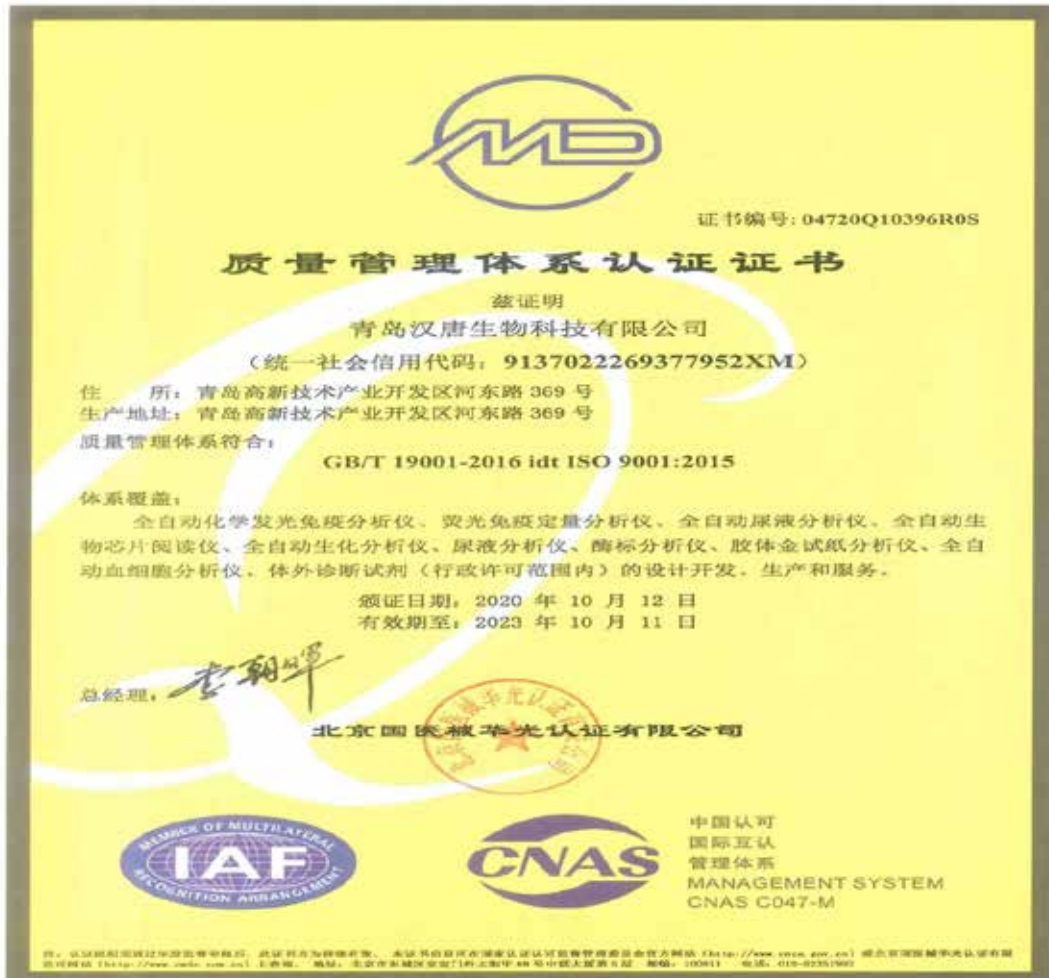 MD
证书编号: 04720Q10396R0S
质量管理体系认证证书
兹证明
青岛汉唐生物科技有限公司
（统一社会信用代码：9137022269377952XM）
住 所：青岛高新技术产业开发区河东路 369 号
生产地址：青岛高新技术产业开发区河东路 369 号
质量管理体系符合：
GB/T 19001-2016 idt ISO 9001:2015
体系覆盖：
全自动化学发光免疫分析仪、荧光免疫定量分析仪、全自动尿液分析仪、全自动生
物芯片阅读仪、全自动生化分析仪、尿液分析仪、酶标分析仪、胶体金试纸分析仪、全自
动血细胞分析仪、体外诊断试剂（行政许可范围内）的设计开发、生产和服务。
颁证日期：2020 年 10 月 12 日
有效期至：2023 年 10 月 11 日
总经理：李朝晖
北京国医械华光认证有限公司
MEMBER OF MULTILATERAL
IAF
RECOGNITION ARRANGEMENT
CNAS
中国认可
国际互认
管理体系
MANAGEMENT SYSTEM
CNAS C047-M